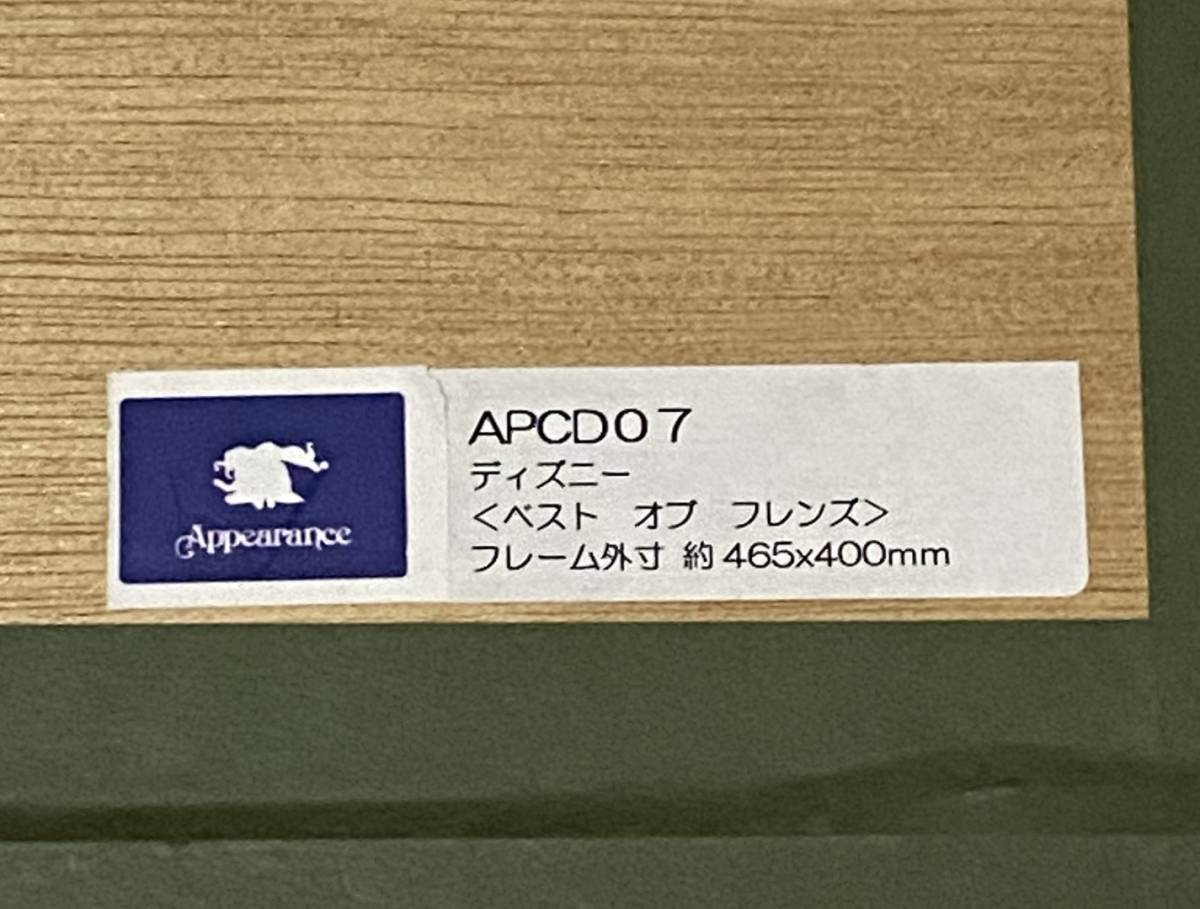 Appearance
APCD０７
ディズニー
＜ベスト　オブ　フレンズ＞
フレーム外寸 約 465x400mm